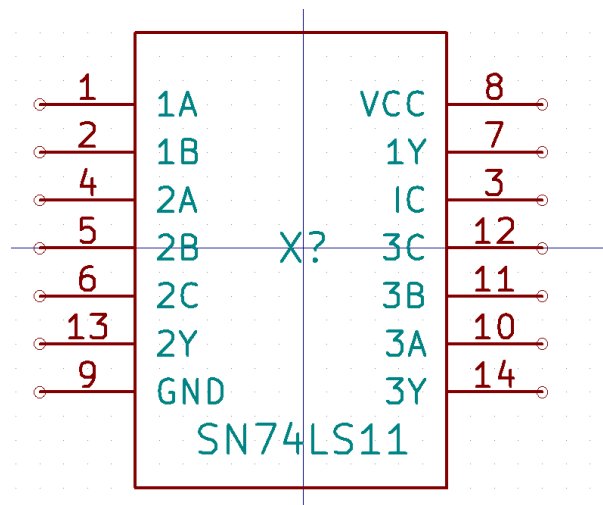 1 1A VCC 8
2 1B 1Y 7
4 2A IC 3
5 2B X? 3C 12
6 2C 3B 11
13 2Y 3A 10
9 GND 3Y 14
SN74LS11